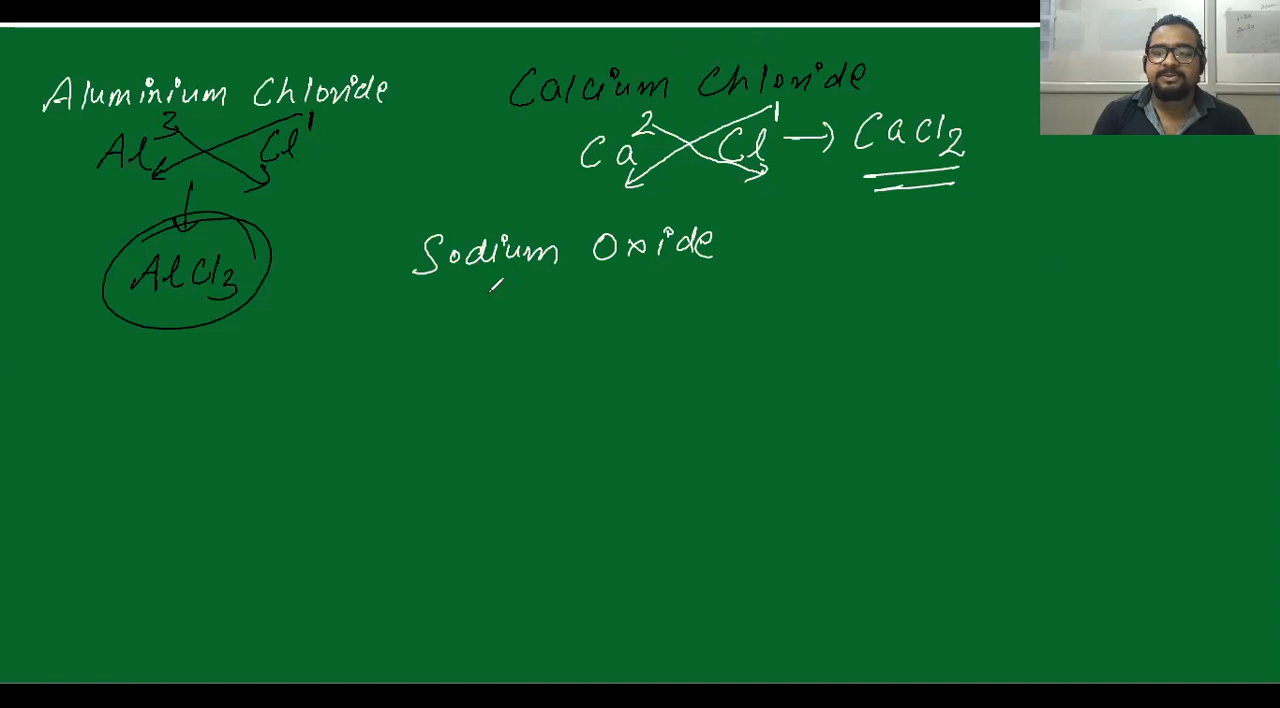 Aluminium Chloride
Al 3 Cl 1
AlCl3
Calcium Chloride
Ca 2 Cl 1 → CaCl2
Sodium Oxide